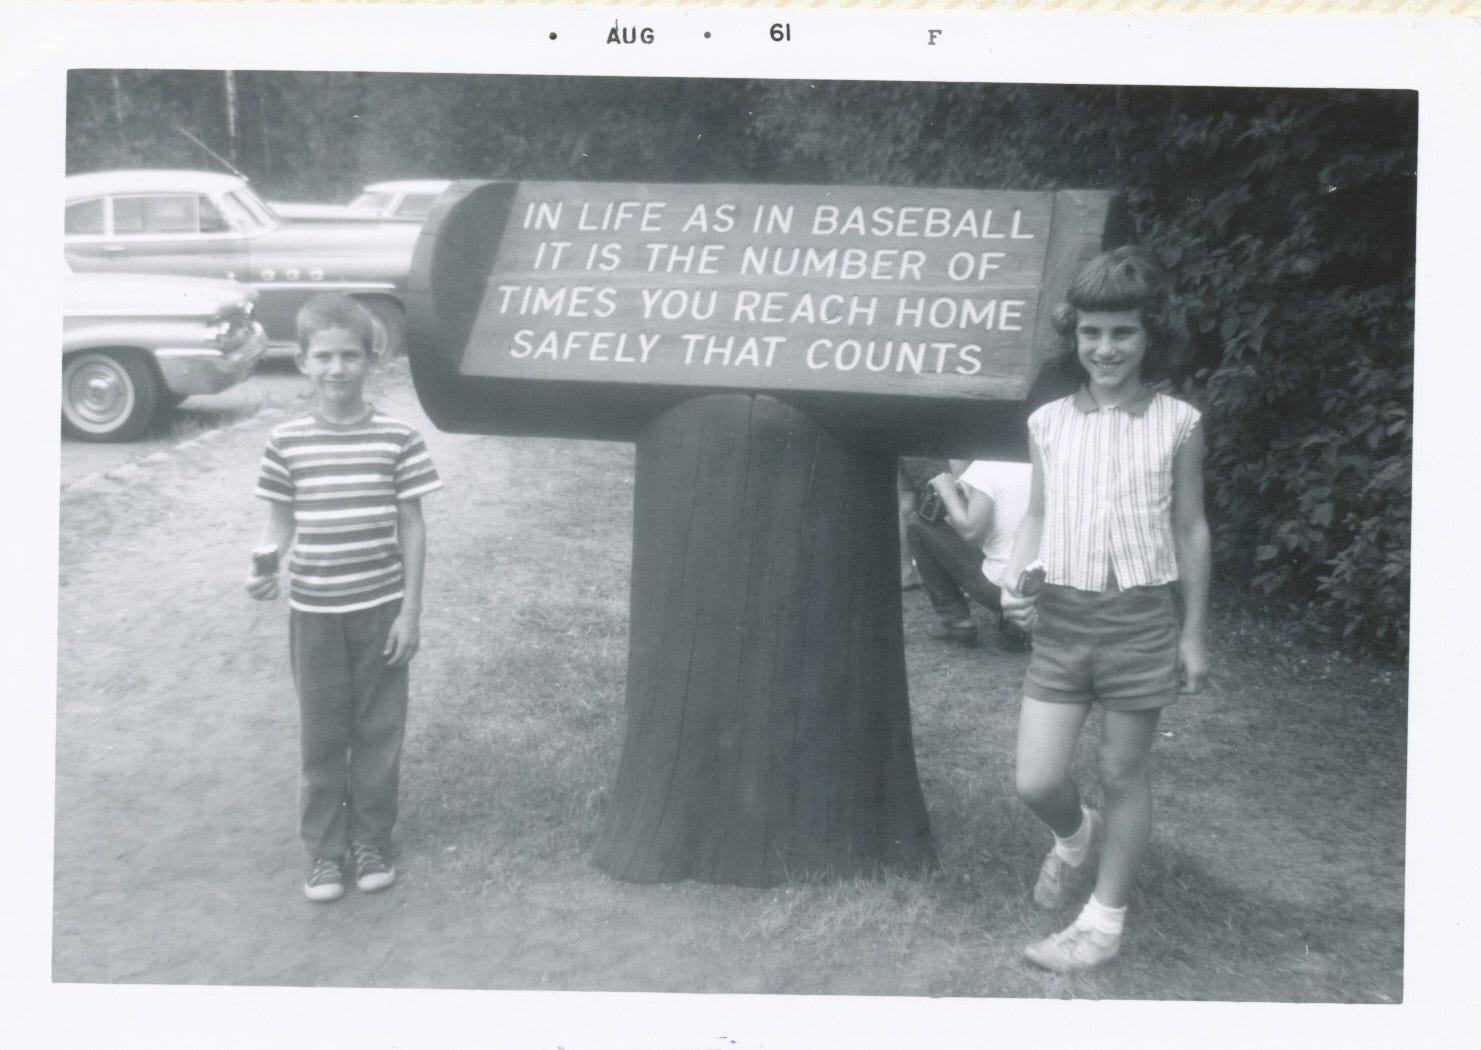 • AUG • 61 F
IN LIFE AS IN BASEBALL
IT IS THE NUMBER OF
TIMES YOU REACH HOME
SAFELY THAT COUNTS